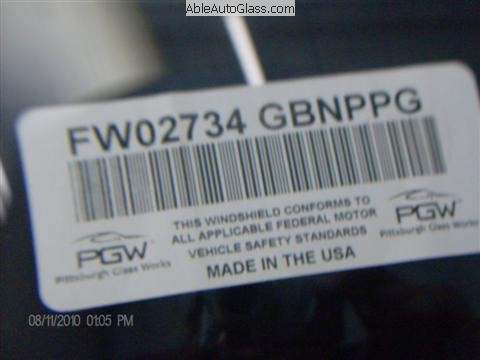 AbleAutoGlass.com
FW02734 GBNPPG
THIS WINDSHIELD CONFORMS TO
ALL APPLICABLE FEDERAL MOTOR
VEHICLE SAFETY STANDARDS
MADE IN THE USA
PGW
Pittsburgh Glass Works
PGW
Pittsburgh Glass Works
08/11/2010 01:05 PM